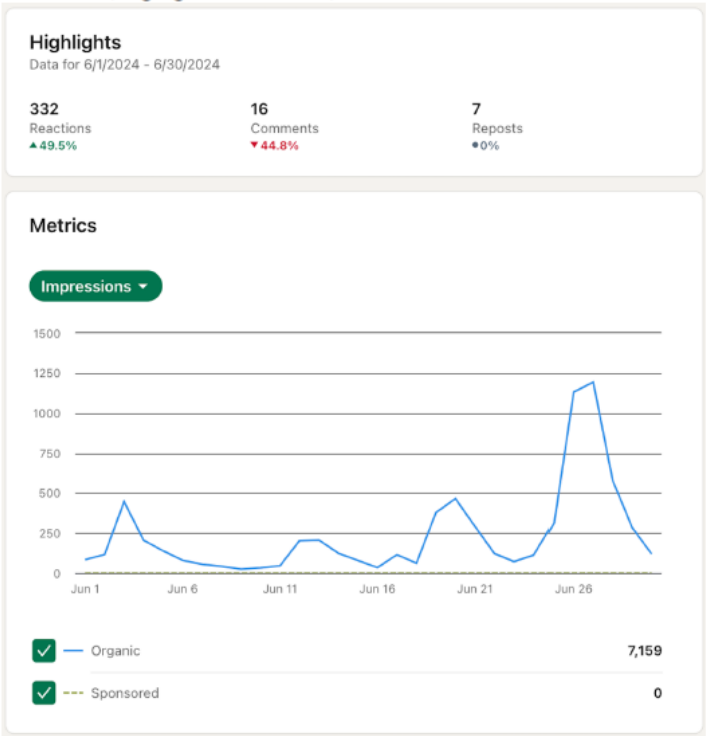 Highlights
Data for 6/1/2024 - 6/30/2024
332 16 7
Reactions Comments Reposts
▲49.5% ▼44.8% •0%
Metrics
Impressions
1500
1250
1000
750
500
250
0
Jun 1 Jun 6 Jun 11 Jun 16 Jun 21 Jun 26
Organic 7,159
Sponsored 0